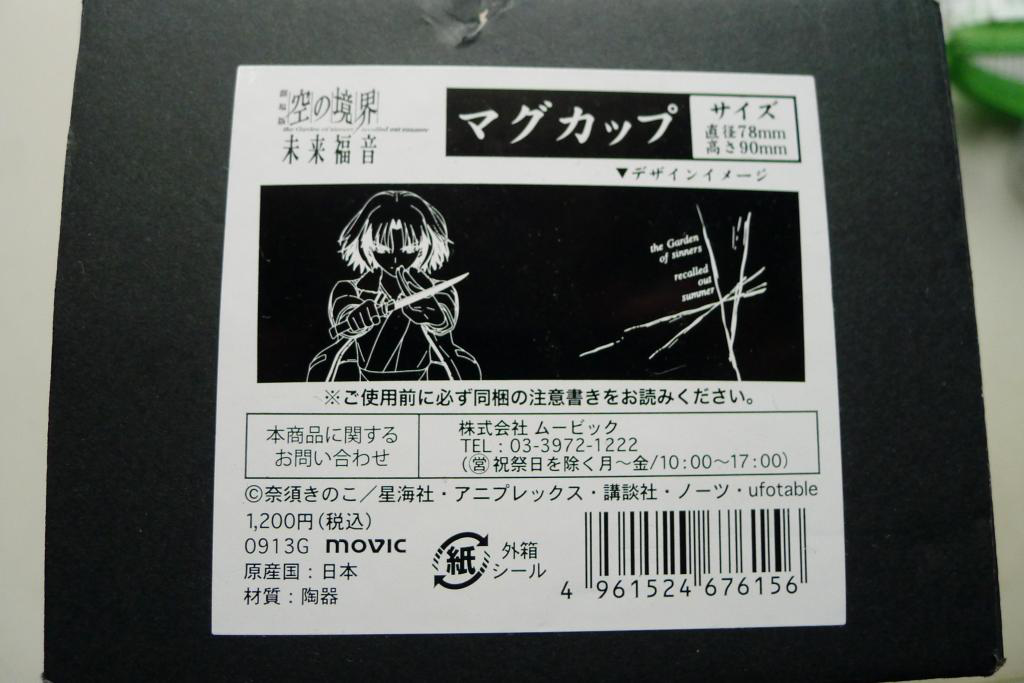 劇場版 空の境界
the Garden of sinners / recalled out summer
未来福音
マグカップ
サイズ
直径78mm
高さ90mm
▼デザインイメージ
the Garden
of sinners
recalled
out
summer
※ご使用前に必ず同梱の注意書きをお読みください。
本商品に関する
お問い合わせ
株式会社 ムービック
TEL：03-3972-1222
（営 祝祭日を除く月～金/10：00～17：00）
©奈須きのこ／星海社・アニプレックス・講談社・ノーツ・ufotable
1,200円（税込）
0913G movic
原産国：日本
材質：陶器
紙
外箱
シール
4 961524 676156